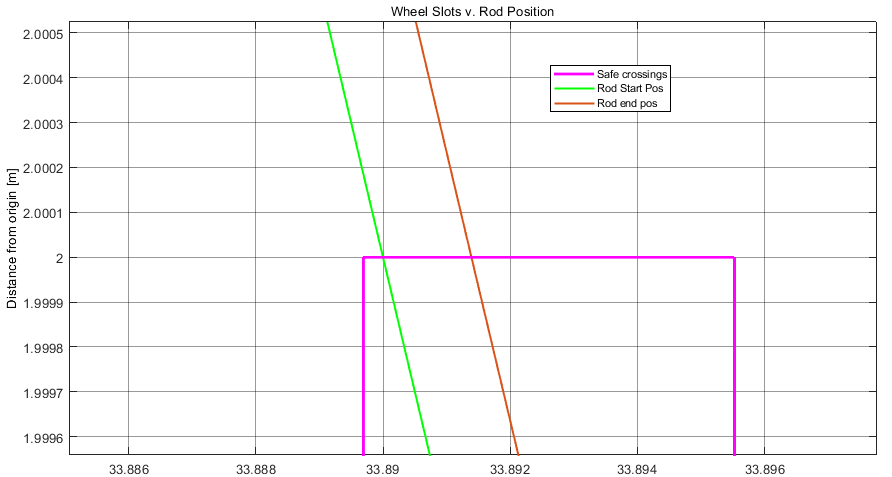 Wheel Slots v. Rod Position
Distance from origin [m]
2.0005
2.0004
2.0003
2.0002
2.0001
2
1.9999
1.9998
1.9997
1.9996
Safe crossings
Rod Start Pos
Rod end pos
33.886 33.888 33.89 33.892 33.894 33.896